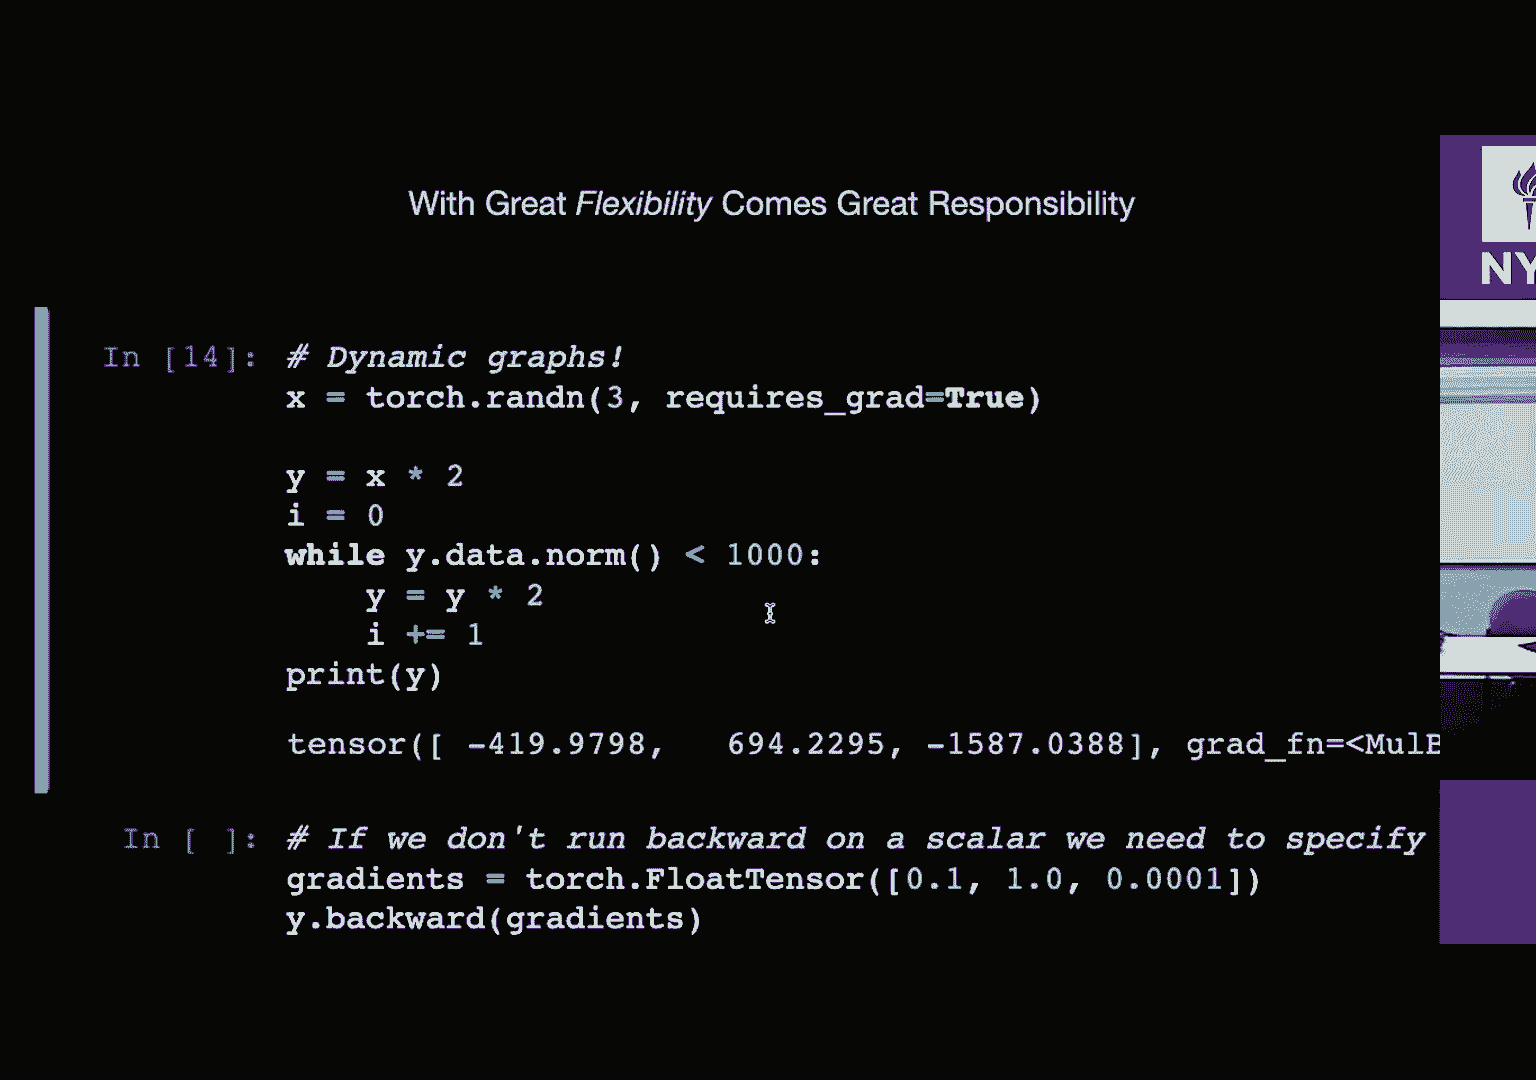 With Great Flexibility Comes Great Responsibility
NY
In [14]: # Dynamic graphs!
x = torch.randn(3, requires_grad=True)
y = x * 2
i = 0
while y.data.norm() < 1000:
    y = y * 2
    i += 1
print(y)
tensor([ -419.9798,   694.2295, -1587.0388], grad_fn=<MulB
In [ ]: # If we don't run backward on a scalar we need to specify
gradients = torch.FloatTensor([0.1, 1.0, 0.0001])
y.backward(gradients)